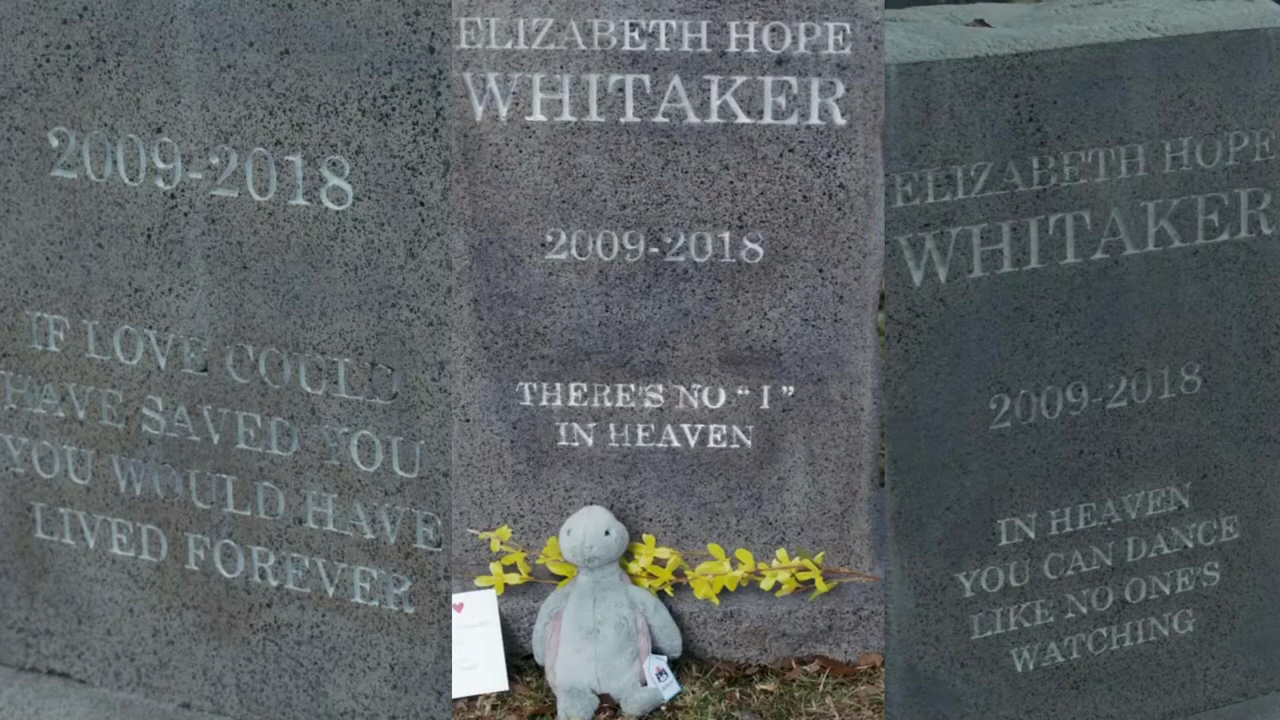 2009-2018
IF LOVE COULD
HAVE SAVED YOU
YOU WOULD HAVE
LIVED FOREVER
ELIZABETH HOPE
WHITAKER
2009-2018
THERE'S NO “ I ”
IN HEAVEN
ELIZABETH HOPE
WHITAKER
2009-2018
IN HEAVEN
YOU CAN DANCE
LIKE NO ONE'S
WATCHING